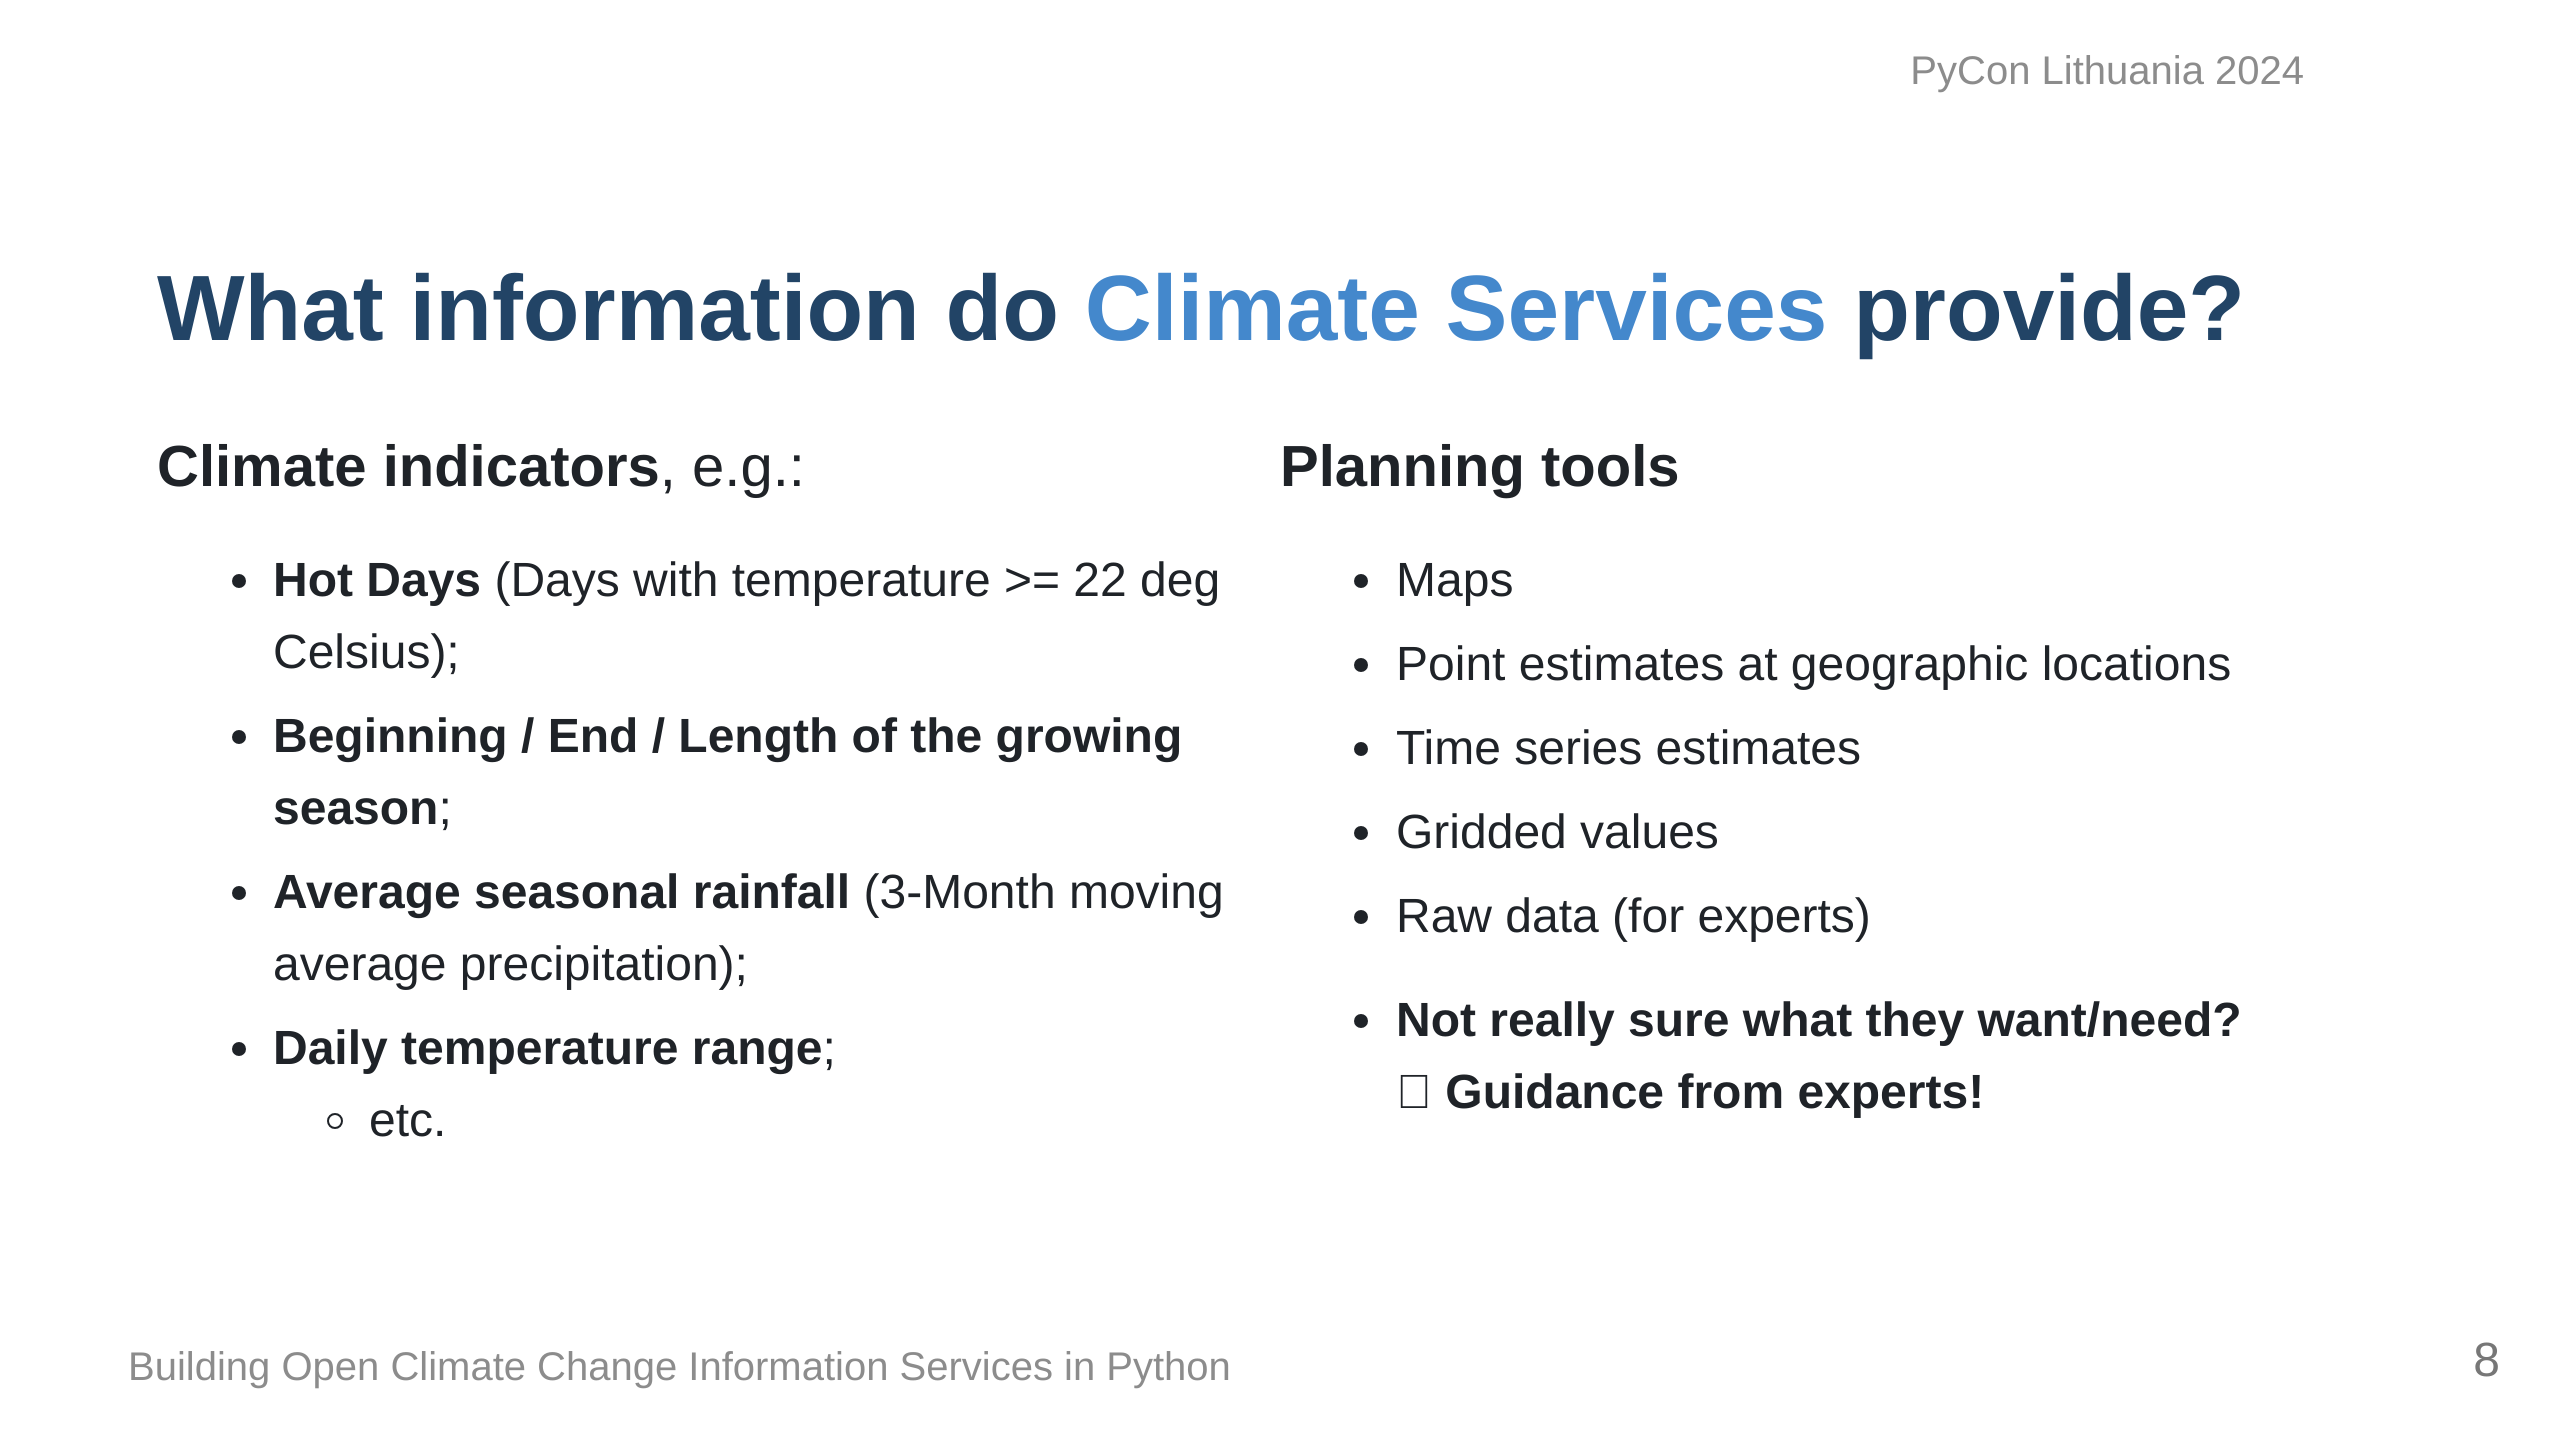 PyCon Lithuania 2024
What information do Climate Services provide?
Climate indicators, e.g.:
• Hot Days (Days with temperature >= 22 deg
Celsius);
• Beginning / End / Length of the growing
season;
• Average seasonal rainfall (3-Month moving
average precipitation);
• Daily temperature range;
◦ etc.
Planning tools
• Maps
• Point estimates at geographic locations
• Time series estimates
• Gridded values
• Raw data (for experts)
• Not really sure what they want/need?
Guidance from experts!
Building Open Climate Change Information Services in Python
8